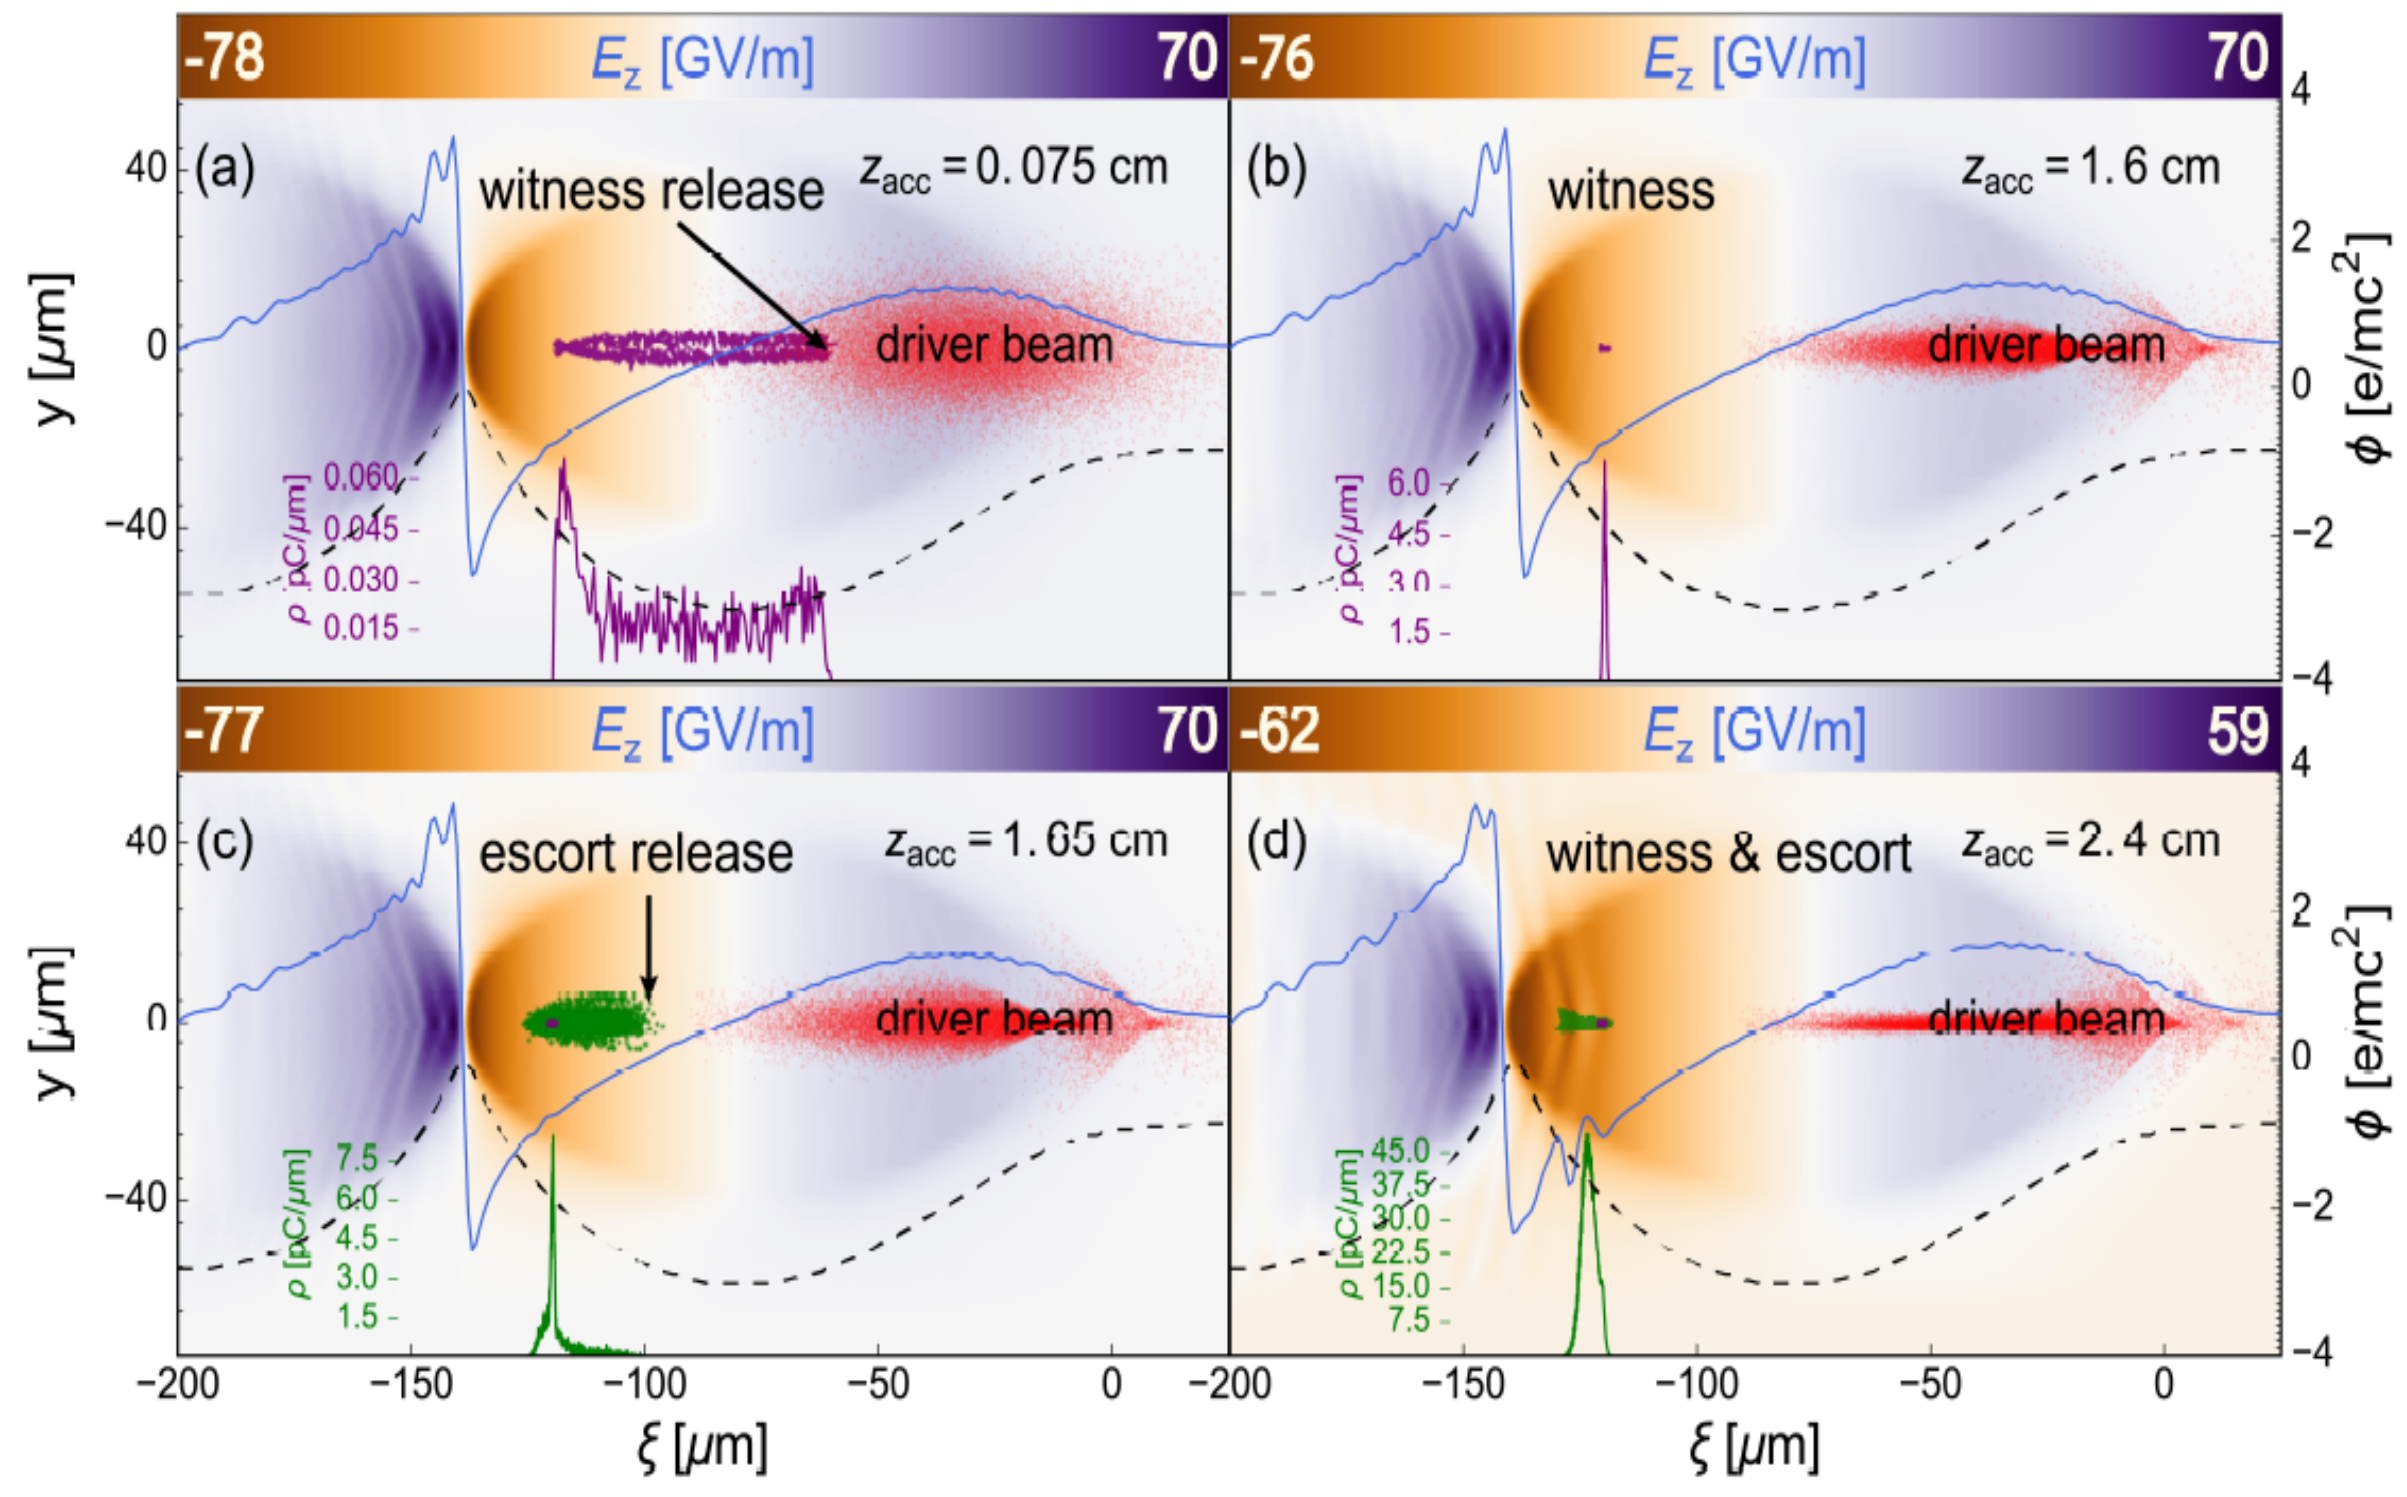 -78 E_z [GV/m] 70
-76 E_z [GV/m] 70
(a) witness release z_acc = 0.075 cm
driver beam
y [μm]
40
0
−40
ρ [pC/μm]
0.060
0.045
0.030
0.015
(b) witness z_acc = 1.6 cm
driver beam
ρ [pC/μm]
6.0
4.5
3.0
1.5
4
2
0
−2
−4
ϕ [e/mc²]
-77 E_z [GV/m] 70
-62 E_z [GV/m] 59
(c) escort release z_acc = 1.65 cm
driver beam
y [μm]
40
0
−40
ρ [pC/μm]
7.5
6.0
4.5
3.0
1.5
(d) witness & escort z_acc = 2.4 cm
driver beam
ρ [pC/μm]
45.0
37.5
30.0
22.5
15.0
7.5
4
2
0
−2
−4
ϕ [e/mc²]
−200 −150 −100 −50 0 −200 −150 −100 −50 0
ξ [μm] ξ [μm]